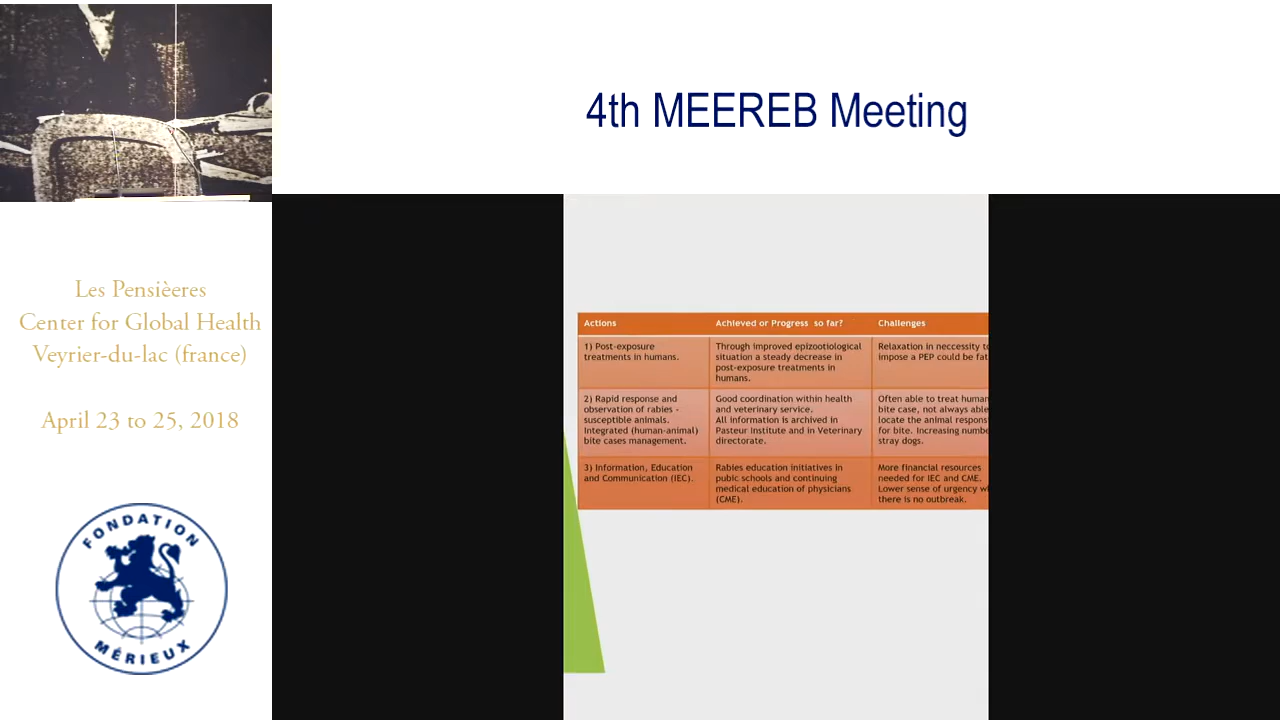 4th MEEREB Meeting
Les Pensièeres
Center for Global Health
Veyrier-du-lac (france)
April 23 to 25, 2018
FONDATION
MÉRIEUX
Actions
Achieved or Progress so far?
Challenges
1) Post-exposure
treatments in humans.
Through improved epizootiological
situation a steady decrease in
post-exposure treatments in
humans.
Relaxation in neccessity to
impose a PEP could be fat
2) Rapid response and
observation of rabies -
susceptible animals.
Integrated (human-animal)
bite cases management.
Good coordination within health
and veterinary service.
All information is archived in
Pasteur Institute and in Veterinary
directorate.
Often able to treat human
bite case, not always able
locate the animal respons
for bite. Increasing numbe
stray dogs.
3) Information, Education
and Communication (IEC).
Rabies education initiatives in
pubic schools and continuing
medical education of physicians
(CME).
More financial resources
needed for IEC and CME.
Lower sense of urgency wh
there is no outbreak.